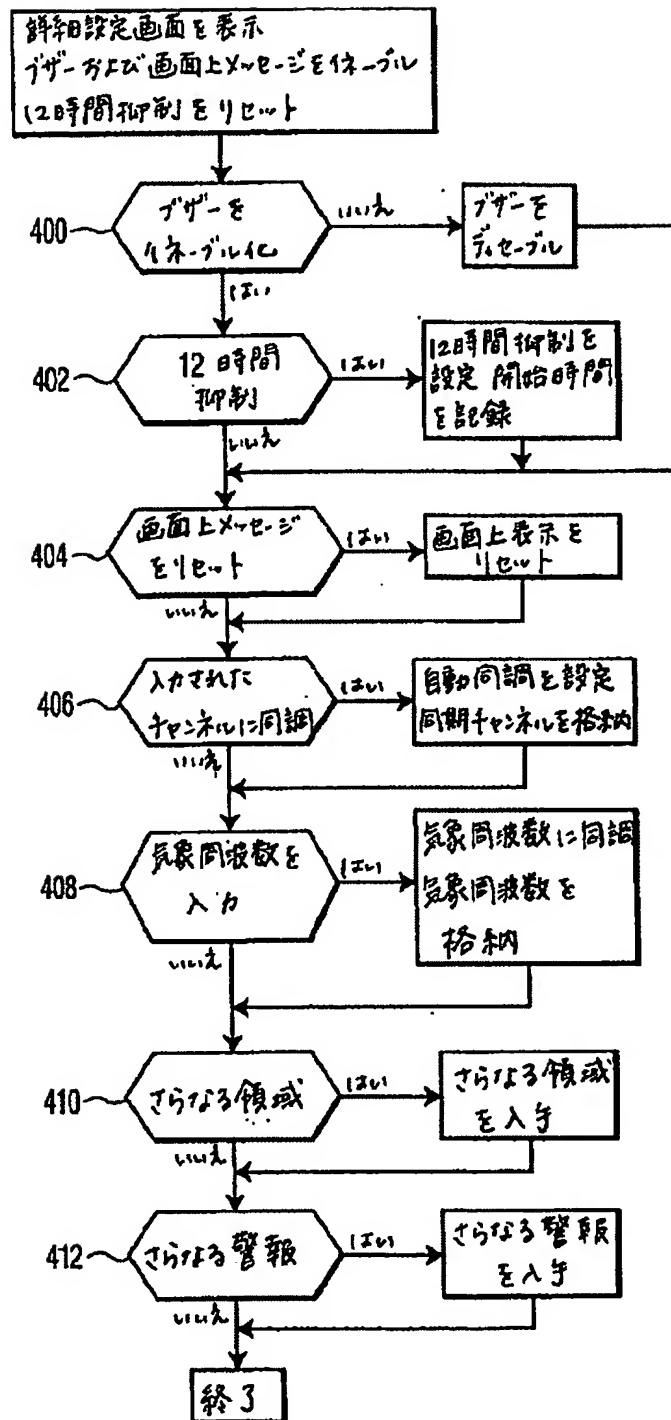 詳細設定画面を表示
ブザーおよび画面上メッセージをイネーブル
12時間抑制をリセット
400
ブザーを
イネーブル化
いいえ
ブザーを
ディセーブル
はい
402
12時間
抑制
はい
12時間抑制を
設定 開始時間
を記録
いいえ
404
画面上メッセージ
をリセット
はい
画面上表示を
リセット
いいえ
406
入力された
チャンネルに同調
はい
自動同調を設定
同期チャンネルを格納
いいえ
408
気象周波数を
入力
はい
気象周波数に同調
気象周波数を
格納
いいえ
410
さらなる領域
はい
さらなる領域
を入手
いいえ
412
さらなる警報
はい
さらなる警報
を入手
いいえ
終了